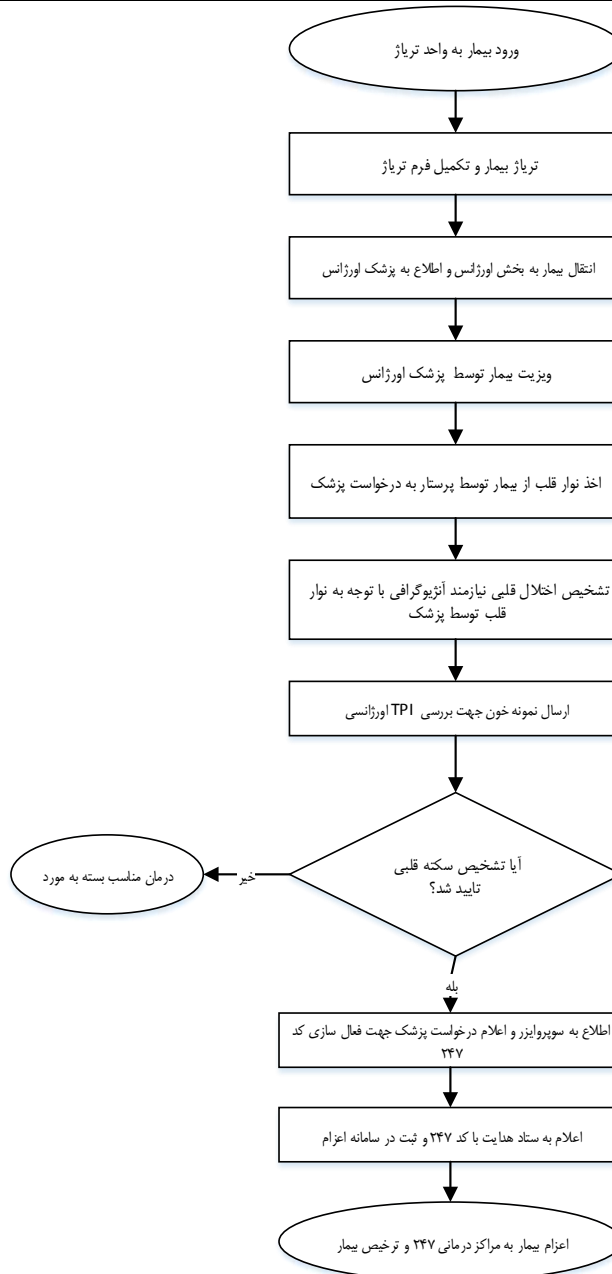 ورود بیمار به واحد تریاژ
تریاژ بیمار و تکمیل فرم تریاژ
انتقال بیمار به بخش اورژانس و اطلاع به پزشک اورژانس
ویزیت بیمار توسط پزشک اورژانس
اخذ نوار قلب از بیمار توسط پرستار به درخواست پزشک
تشخیص اختلال قلبی نیازمند آنژیوگرافی با توجه به نوار
قلب توسط پزشک
ارسال نمونه خون جهت بررسی TPI اورژانسی
آیا تشخیص سکته قلبی
تایید شد؟
خیر
درمان مناسب بسته به مورد
بله
اطلاع به سوپروایزر و اعلام درخواست پزشک جهت فعال سازی کد
۲۴۷
اعلام به ستاد هدایت با کد ۲۴۷ و ثبت در سامانه اعزام
اعزام بیمار به مراکز درمانی ۲۴۷ و ترخیص بیمار